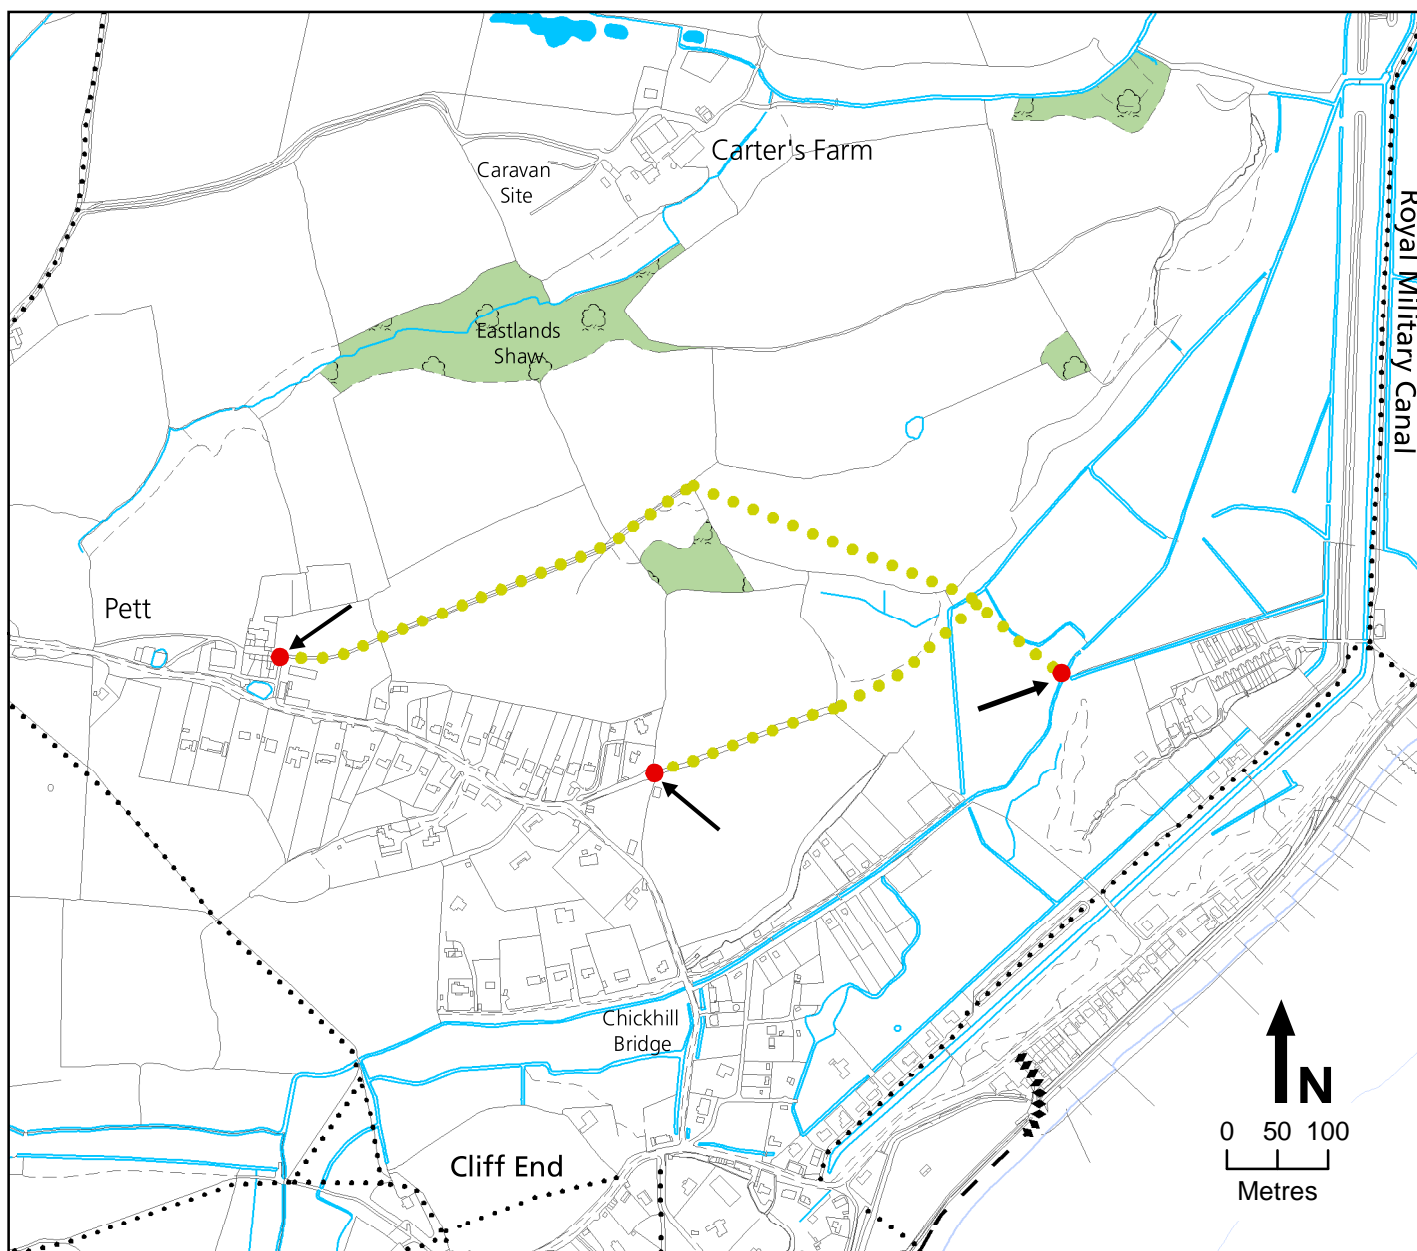 Carter's Farm
Caravan
Site
Royal Military Canal
Eastlands
Shaw
Pett
Chickhill
Bridge
Cliff End
N
0 50 100
Metres